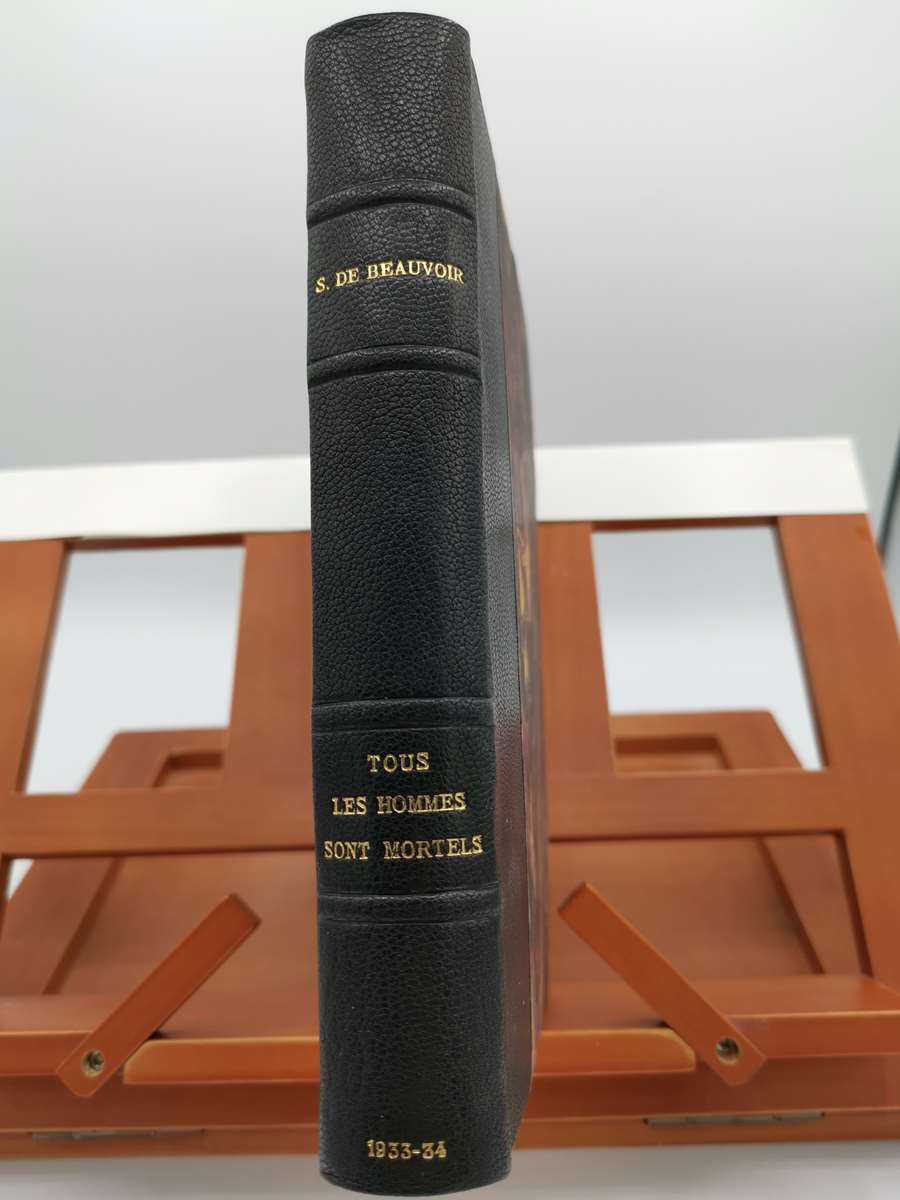 S. DE BEAUVOIR
TOUS
LES HOMMES
SONT MORTELS
1933-34